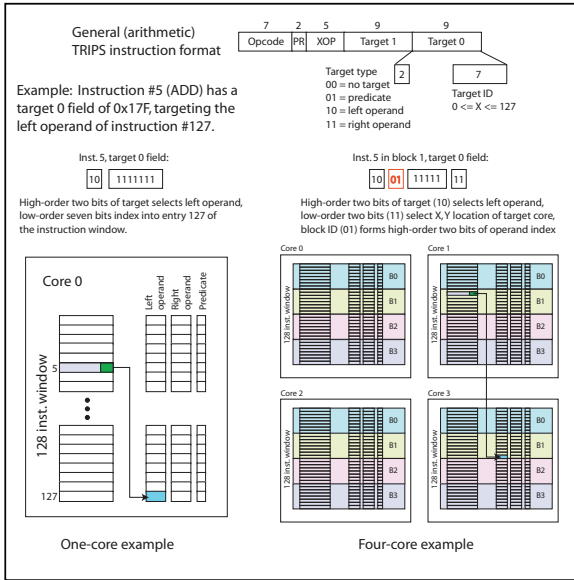 General (arithmetic)
TRIPS instruction format
7 2 5 9 9
Opcode PR XOP Target 1 Target 0
Target type
00 = no target
01 = predicate
10 = left operand
11 = right operand
2
7
Target ID
0 <= X <= 127
Example: Instruction #5 (ADD) has a
target 0 field of 0x17F, targeting the
left operand of instruction #127.
Inst. 5, target 0 field:
10 1111111
High-order two bits of target selects left operand,
low-order seven bits index into entry 127 of
the instruction window.
Inst. 5 in block 1, target 0 field:
10 01 11111 11
High-order two bits of target (10) selects left operand,
low-order two bits (11) select X, Y location of target core,
block ID (01) forms high-order two bits of operand index
Core 0
Left
operand
Right
operand
Predicate
128 inst. window
5
127
One-core example
Core 0
128 inst. window
B0
B1
B2
B3
Core 1
128 inst. window
B0
B1
B2
B3
Core 2
128 inst. window
B0
B1
B2
B3
Core 3
128 inst. window
B0
B1
B2
B3
Four-core example